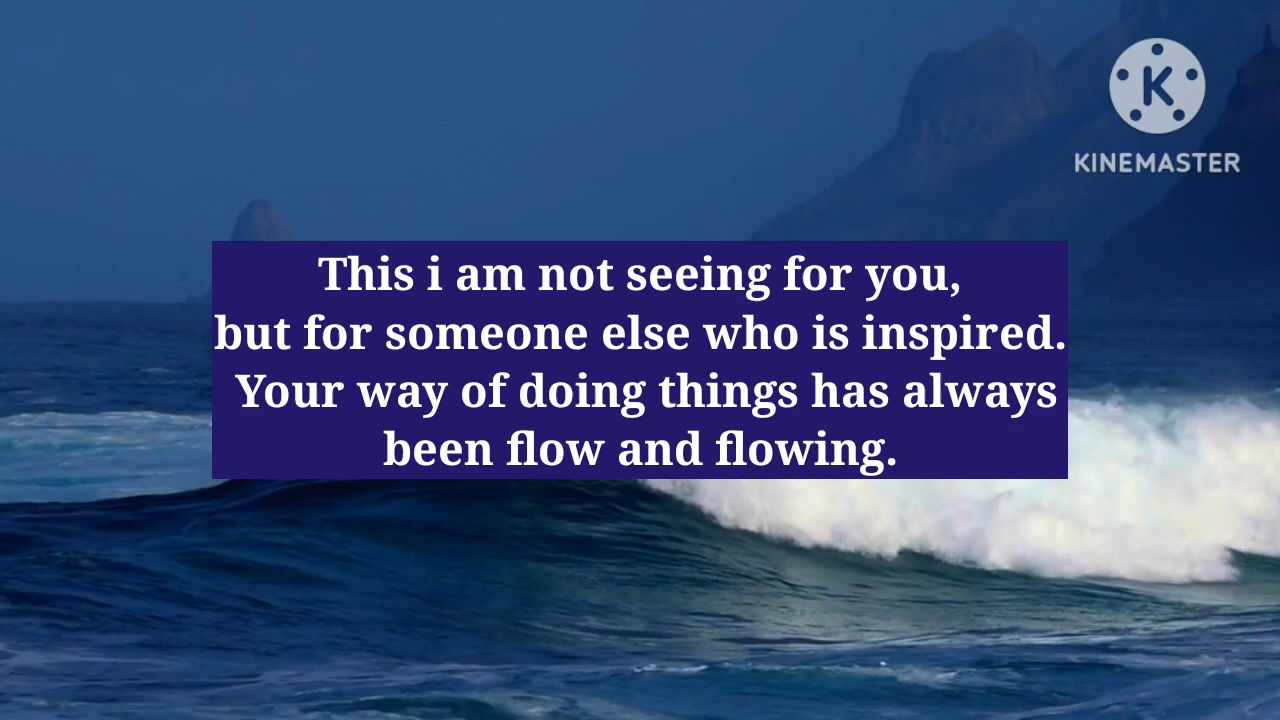 KINEMASTER
This i am not seeing for you,
but for someone else who is inspired.
Your way of doing things has always
been flow and flowing.